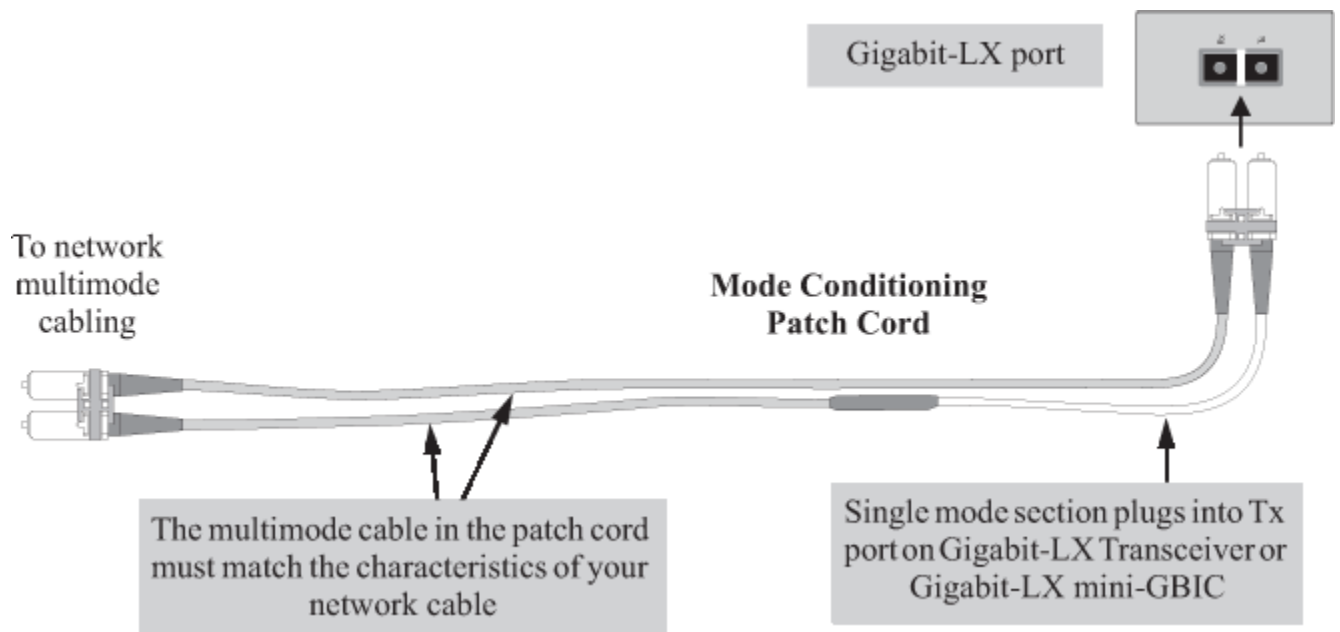 Gigabit-LX port
To network
multimode
cabling
Mode Conditioning
Patch Cord
The multimode cable in the patch cord
must match the characteristics of your
network cable
Single mode section plugs into Tx
port on Gigabit-LX Transceiver or
Gigabit-LX mini-GBIC